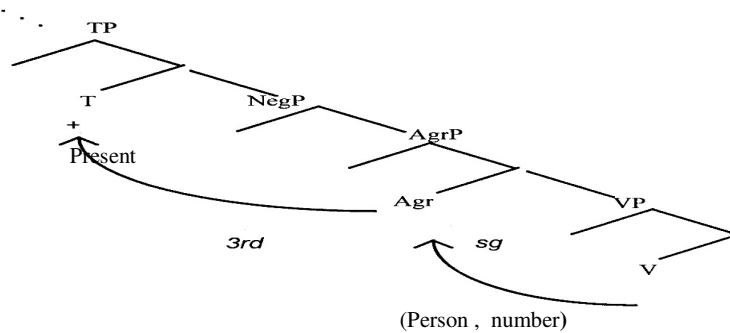 TP
T
NegP
+
Present
AgrP
Agr
VP
3rd
sg
V
(Person , number)